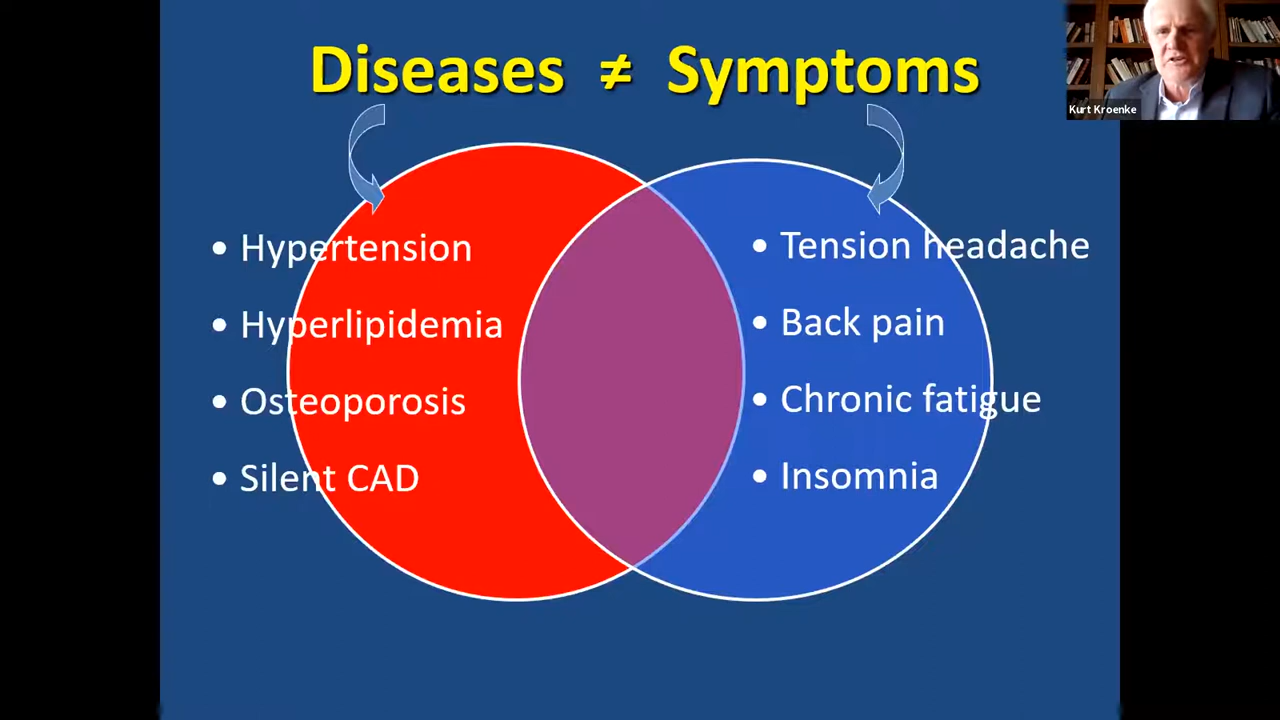 Diseases ≠ Symptoms
Kurt Kroenke
• Hypertension
• Hyperlipidemia
• Osteoporosis
• Silent CAD
• Tension headache
• Back pain
• Chronic fatigue
• Insomnia